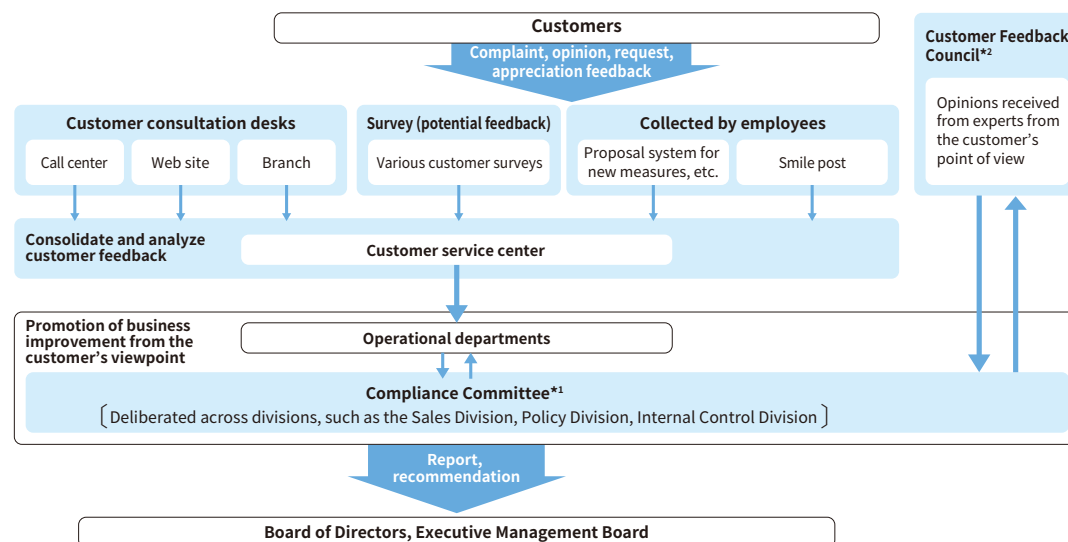 Customers
Complaint, opinion, request,
appreciation feedback
Customer Feedback
Council*2
Opinions received
from experts from
the customer's
point of view
Customer consultation desks
Call center
Web site
Branch
Survey (potential feedback)
Various customer surveys
Collected by employees
Proposal system for
new measures, etc.
Smile post
Consolidate and analyze
customer feedback
Customer service center
Promotion of business
improvement from the
customer's viewpoint
Operational departments
Compliance Committee*1
[Deliberated across divisions, such as the Sales Division, Policy Division, Internal Control Division]
Report,
recommendation
Board of Directors, Executive Management Board